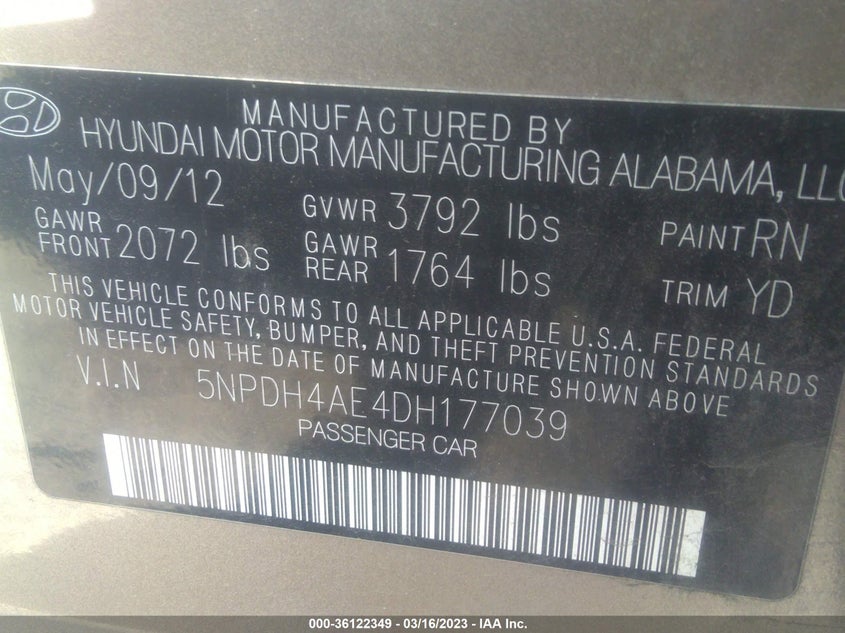 MANUFACTURED BY
HYUNDAI MOTOR MANUFACTURING ALABAMA, LLC
May/09/12 GVWR 3792 lbs PAINT RN
GAWR FRONT 2072 lbs GAWR REAR 1764 lbs TRIM YD
THIS VEHICLE CONFORMS TO ALL APPLICABLE U.S.A. FEDERAL
MOTOR VEHICLE SAFETY, BUMPER, AND THEFT PREVENTION STANDARDS
IN EFFECT ON THE DATE OF MANUFACTURE SHOWN ABOVE
V.I.N 5NPDH4AE4DH177039
PASSENGER CAR
000-36122349 - 03/16/2023 - IAA Inc.